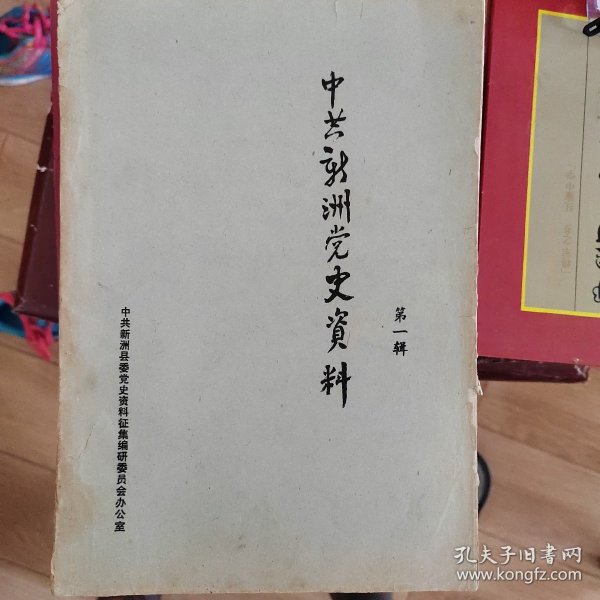 中共新洲党史資料
第一辑
中共新洲县委党史资料征集编研委员会办公室
孔夫子旧书网
www.kongfz.com